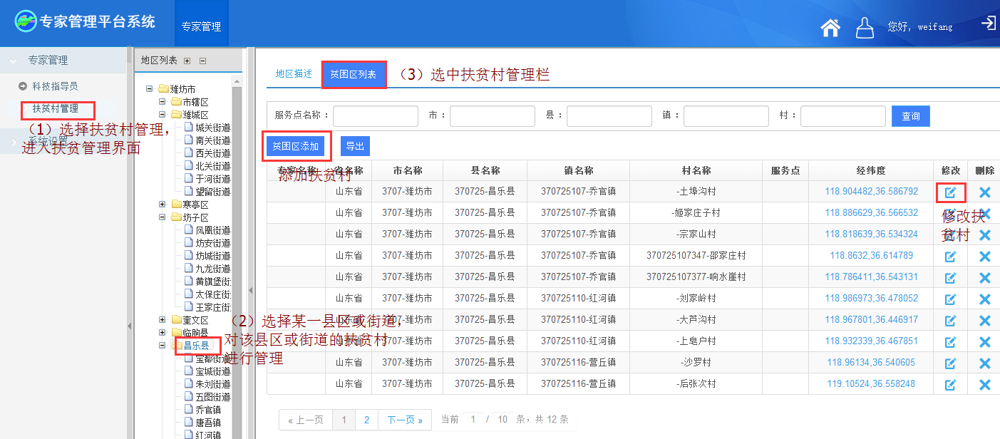 专家管理平台系统
专家管理
您好, weifang
专家管理
科技指导员
扶贫村管理
系统设置
(1) 选择扶贫村管理,
进入扶贫管理界面
地区列表
潍坊市
市辖区
潍城区
城关街道
南关街道
西关街道
北关街道
于河街道
望留街道
寒亭区
坊子区
凤凰街道
坊安街道
坊城街道
九龙街道
黄旗堡街
太保庄街
王家庄街
奎文区
临朐县
昌乐县
宝都街道
宝城街道
朱刘街道
五图街道
乔官镇
唐吾镇
红河镇
(2) 选择某一县区或街道,
对该县区或街道的扶贫村
进行管理
地区描述 贫困区列表 (3) 选中扶贫村管理栏
服务点名称： 市： 县： 镇： 村： 查询
贫困区添加 导出
添加扶贫村
专家名称 省名称 市名称 县名称 镇名称 村名称 服务点 经纬度 修改 删除
山东省 3707-潍坊市 370725-昌乐县 370725107-乔官镇 -土埠沟村 118.904482,36.586792
山东省 3707-潍坊市 370725-昌乐县 370725107-乔官镇 -姬家庄子村 118.886629,36.566532
山东省 3707-潍坊市 370725-昌乐县 370725107-乔官镇 -宗家山村 118.818639,36.534324
山东省 3707-潍坊市 370725-昌乐县 370725107-乔官镇 370725107347-邵家庄村 118.8632,36.614789
山东省 3707-潍坊市 370725-昌乐县 370725107-乔官镇 370725107377-响水崖村 118.786411,36.543131
山东省 3707-潍坊市 370725-昌乐县 370725110-红河镇 -刘家岭村 118.986973,36.478052
山东省 3707-潍坊市 370725-昌乐县 370725110-红河镇 -大芦沟村 118.967801,36.446917
山东省 3707-潍坊市 370725-昌乐县 370725110-红河镇 -上皂户村 118.932339,36.467851
山东省 3707-潍坊市 370725-昌乐县 370725116-营丘镇 -沙罗村 118.96134,36.540605
山东省 3707-潍坊市 370725-昌乐县 370725116-营丘镇 -后张次村 119.10524,36.558248
修改扶
贫村
« 上一页 1 2 下一页 » 当前 1 / 10 条，共 12 条